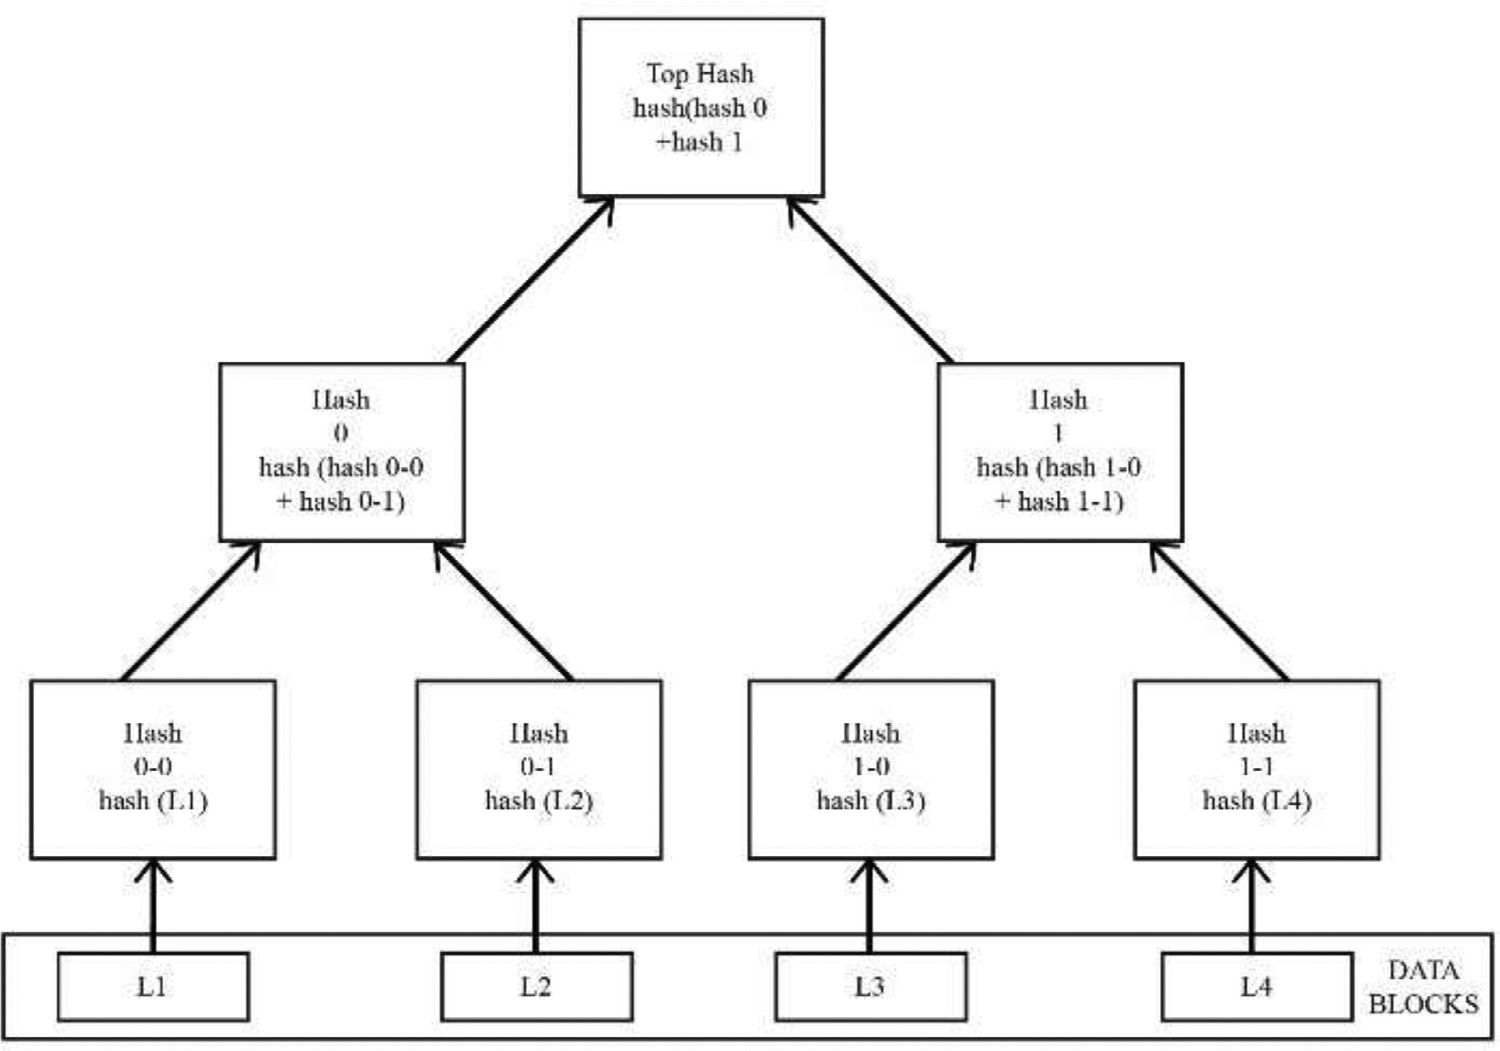 Top Hash
hash(hash 0
+hash 1
Hash
0
hash (hash 0-0
+ hash 0-1)
Hash
1
hash (hash 1-0
+ hash 1-1)
Hash
0-0
hash (L1)
Hash
0-1
hash (L2)
Hash
1-0
hash (L3)
Hash
1-1
hash (L4)
L1
L2
L3
L4
DATA
BLOCKS